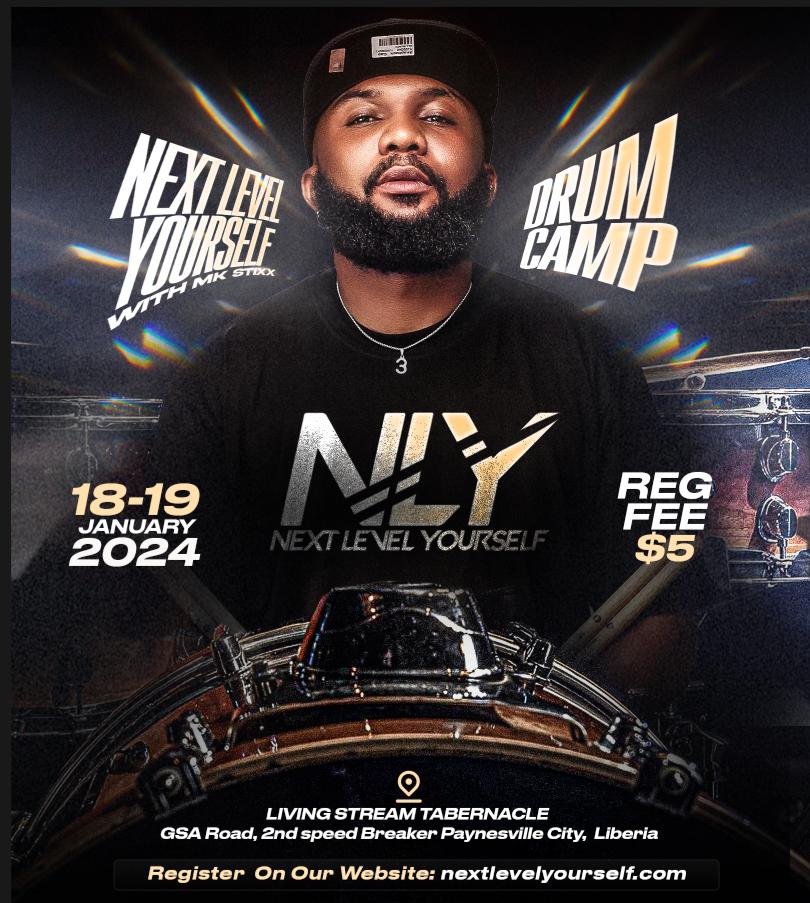 NEXT LEVEL
YOURSELF
WITH MK STIXX
DRUM
CAMP
3
NLY
NEXT LEVEL YOURSELF
18-19
JANUARY
2024
REG
FEE
$5
LIVING STREAM TABERNACLE
GSA Road, 2nd speed Breaker Paynesville City, Liberia
Register On Our Website: nextlevelyourself.com